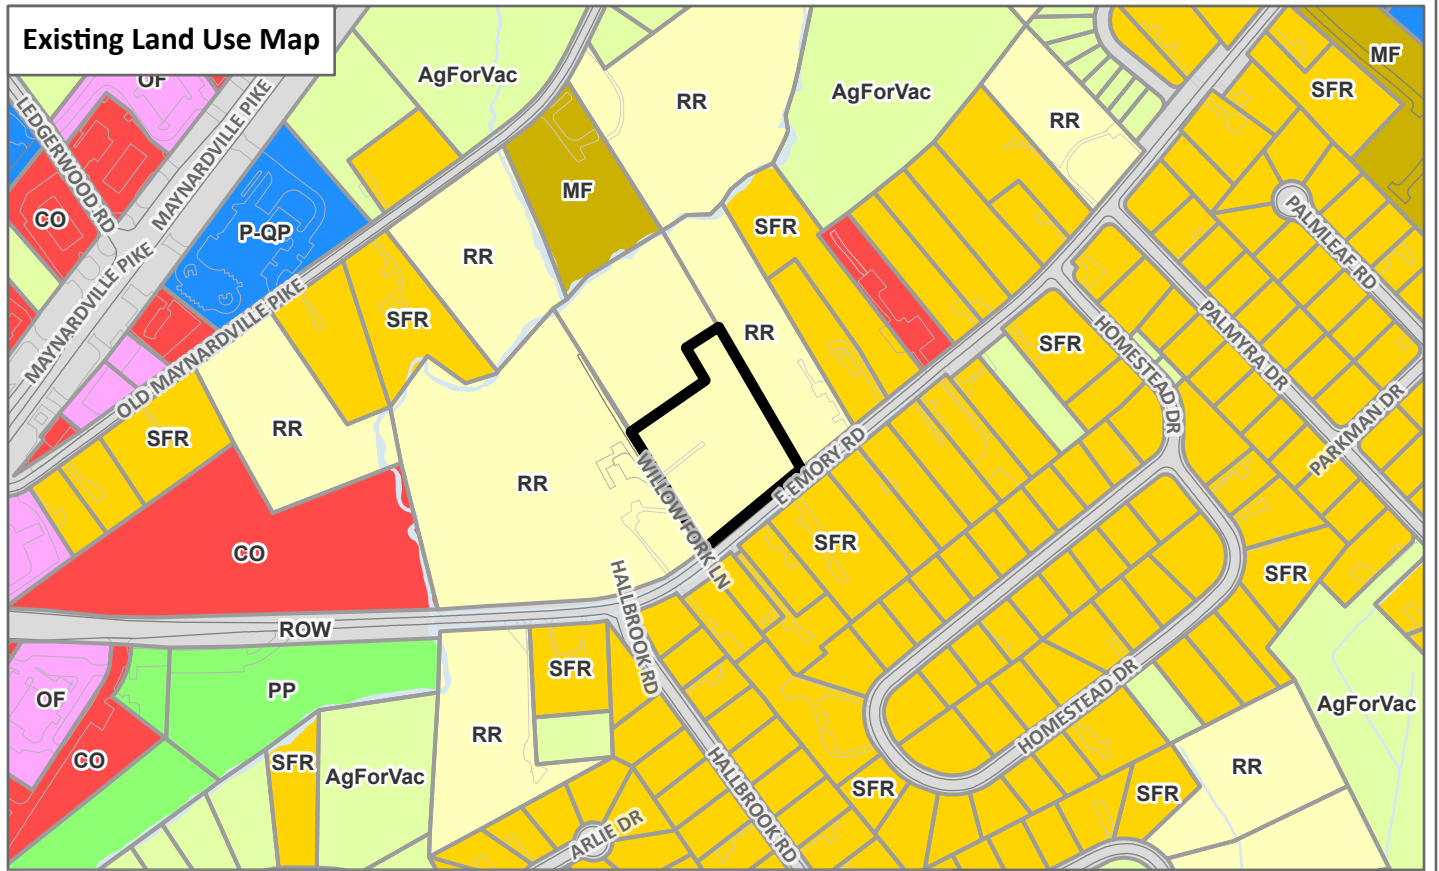 Existing Land Use Map
OF
AgForVac
RR
AgForVac
RR
MF
SFR
LEDGERWOOD RD
MAYNARDVILLE PIKE
CO
P-QP
MF
SFR
RR
PALMLEAF RD
MAYNARDVILLE PIKE
OLD MAYNARDVILLE PIKE
SFR
RR
SFR
HOMESTEAD DR
PALMYRA DR
PARKMAN DR
SFR
RR
RR
WILLOW FORK LN
E EMORY RD
CO
SFR
SFR
HALLBROOK RD
ROW
OF
PP
SFR
RR
HOMESTEAD DR
AgForVac
CO
SFR
AgForVac
HALLBROOK RD
SFR
SFR
RR
ARLIE DR